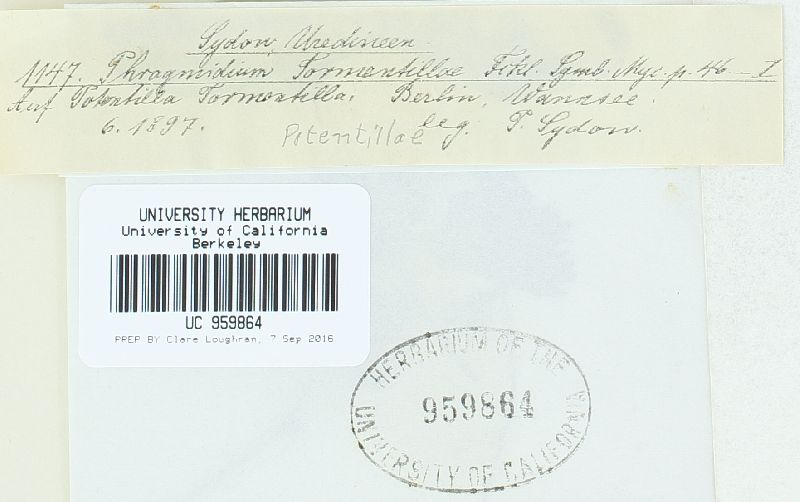 Sydow, Uredineen
1147. Phragmidium Tormentillae Fckl. Symb. Myc. p. 46 - I
Auf Potentilla Tormentilla. Berlin, Wannsee.
6. 1897. Potentillae leg. P. Sydow.
UNIVERSITY HERBARIUM
University of California
Berkeley
UC 959864
PREP BY Clare Loughran, 7 Sep 2016
HERBARIUM OF THE
959864
UNIVERSITY OF CALIFORNIA